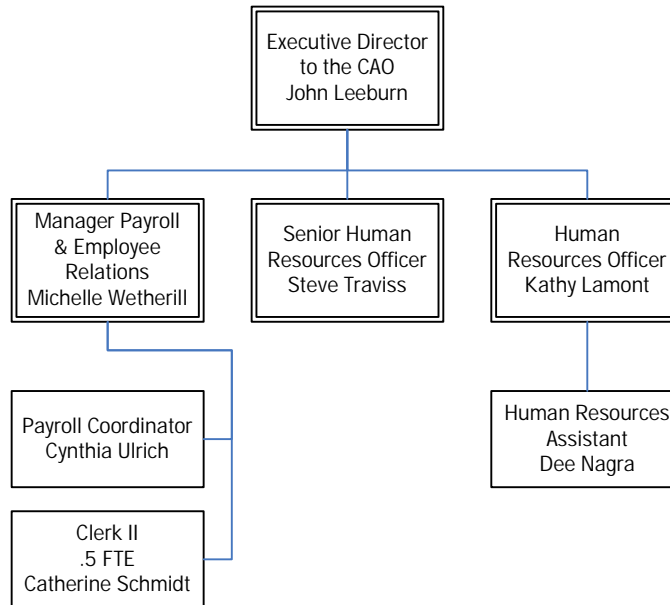 Executive Director
to the CAO
John Leeburn
Manager Payroll
& Employee
Relations
Michelle Wetherill
Senior Human
Resources Officer
Steve Traviss
Human
Resources Officer
Kathy Lamont
Payroll Coordinator
Cynthia Ulrich
Human Resources
Assistant
Dee Nagra
Clerk II
.5 FTE
Catherine Schmidt